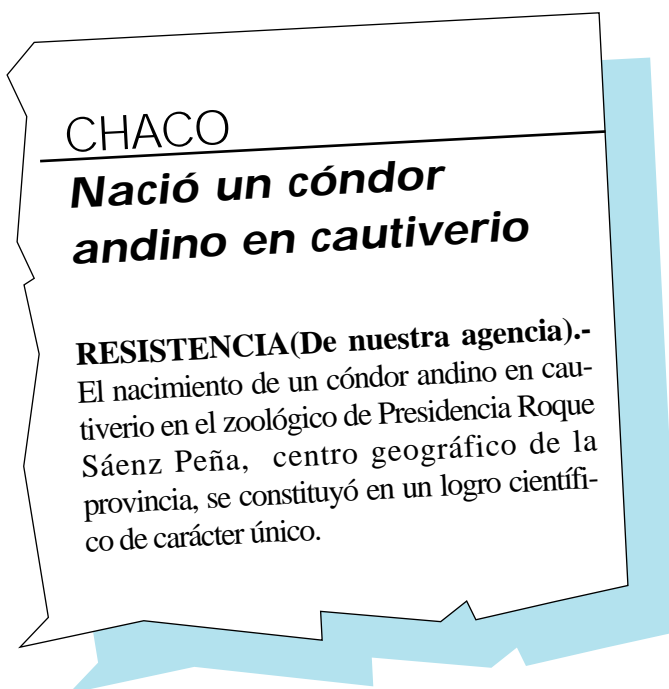 CHACO
Nació un cóndor
andino en cautiverio
RESISTENCIA(De nuestra agencia).-
El nacimiento de un cóndor andino en cau-
tiverio en el zoológico de Presidencia Roque
Sáenz Peña, centro geográfico de la
provincia, se constituyó en un logro científi-
co de carácter único.